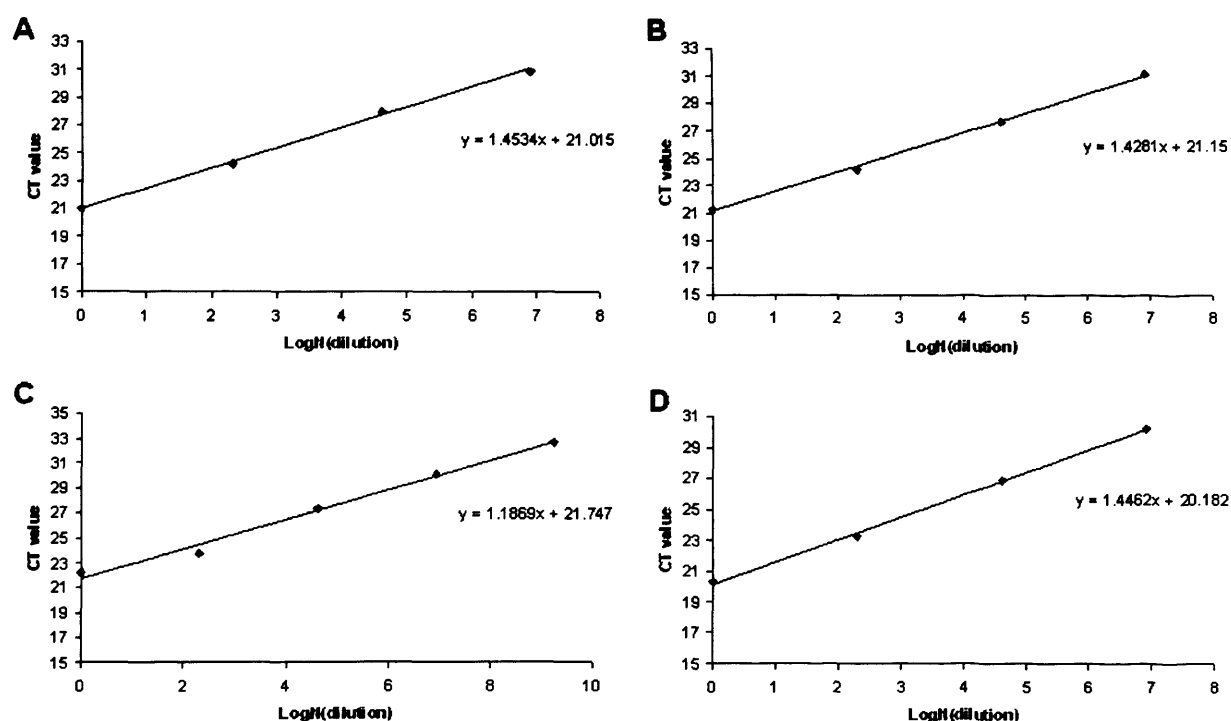 A
33
31
29
27
25
23
21
19
17
15
CT value
y = 1.4534x + 21.015
0 1 2 3 4 5 6 7 8
LogN(dilution)
B
33
31
29
27
25
23
21
19
17
15
CT value
y = 1.4281x + 21.15
0 1 2 3 4 5 6 7 8
LogN(dilution)
C
35
33
31
29
27
25
23
21
19
17
15
CT value
y = 1.1869x + 21.747
0 2 4 6 8 10
LogN(dilution)
D
31
29
27
25
23
21
19
17
15
CT value
y = 1.4462x + 20.182
0 1 2 3 4 5 6 7 8
LogN(dilution)